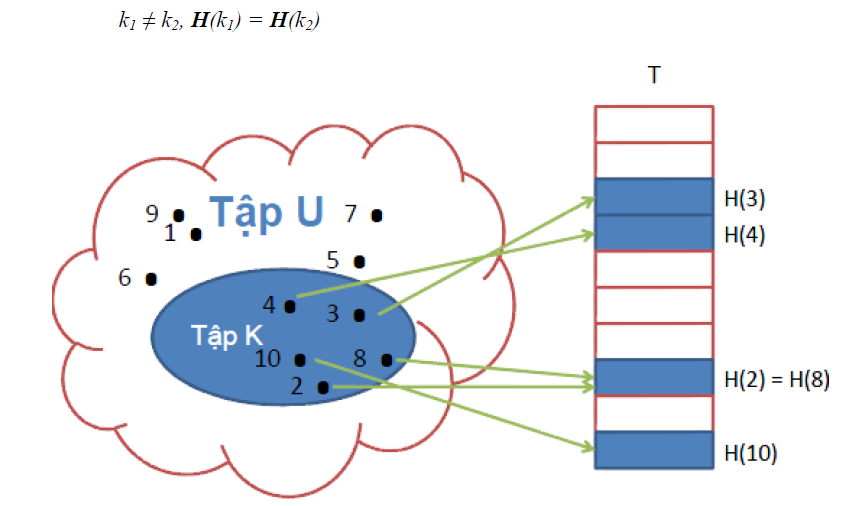 k₁ ≠ k₂, H(k₁) = H(k₂)
T
H(3)
9
Tập U
7
1
H(4)
5
6
4
3
Tập K
10
8
2
H(2) = H(8)
H(10)